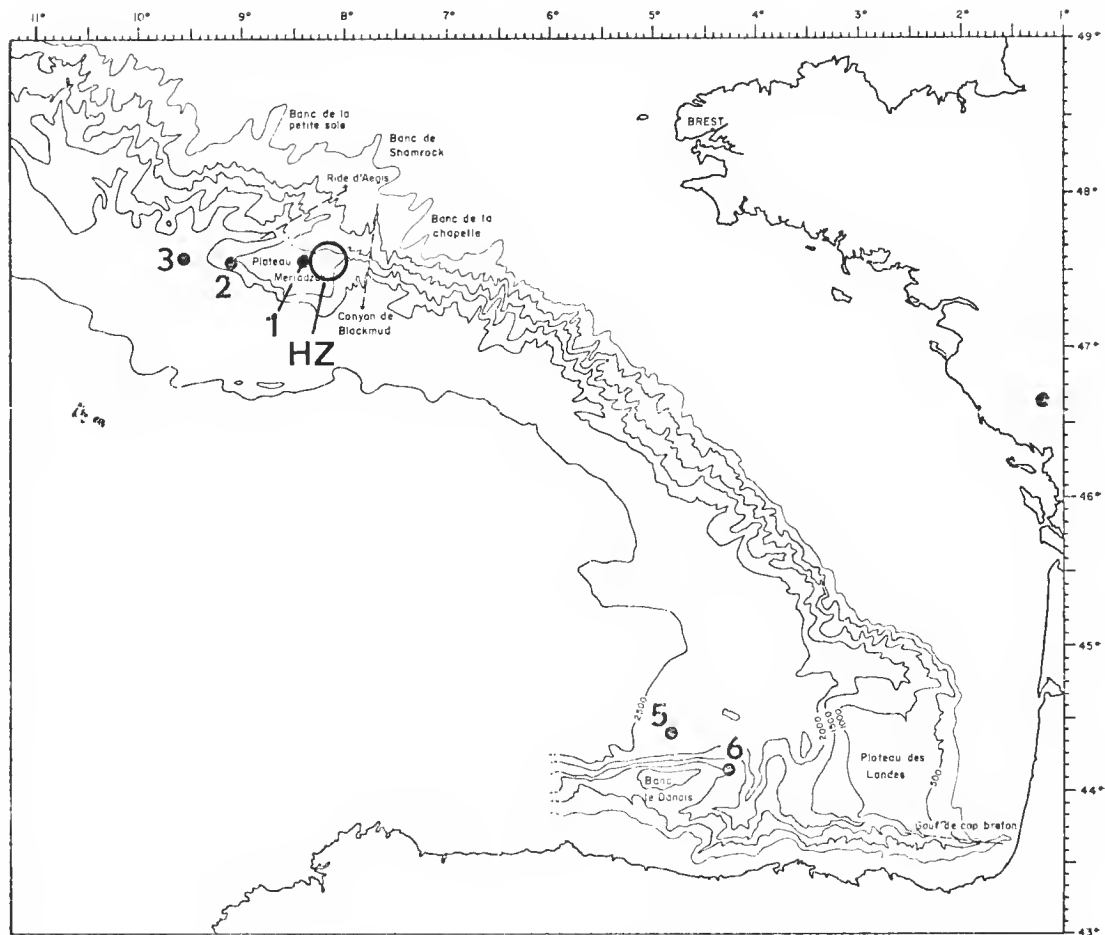 11° 10° 9° 8° 7° 6° 5° 4° 3° 2° 1°
49°
Banc de la
petite sole
Banc de
Shamrock
BREST
Ride d'Aegis
48°
Banc de la
chapelle
3
2
Plateau
1
HZ
Canyon de
Blackmud
47°
46°
45°
2500
5
6
2000
1500
1000
500
Plateau des
Landes
Banc
le Danois
44°
Gouf de cap breton
43°